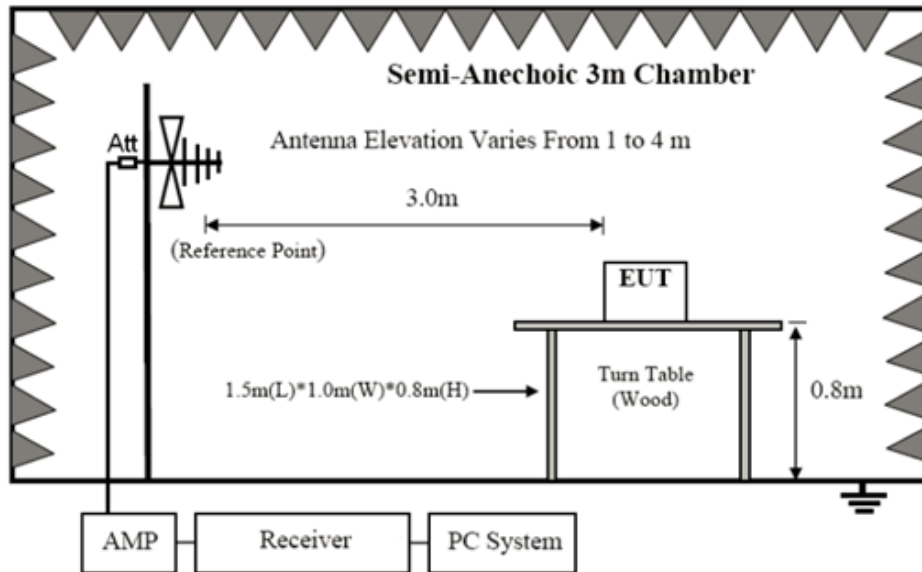 Semi-Anechoic 3m Chamber
Att
Antenna Elevation Varies From 1 to 4 m
3.0m
(Reference Point)
EUT
1.5m(L)*1.0m(W)*0.8m(H)
Turn Table
(Wood)
0.8m
AMP
Receiver
PC System